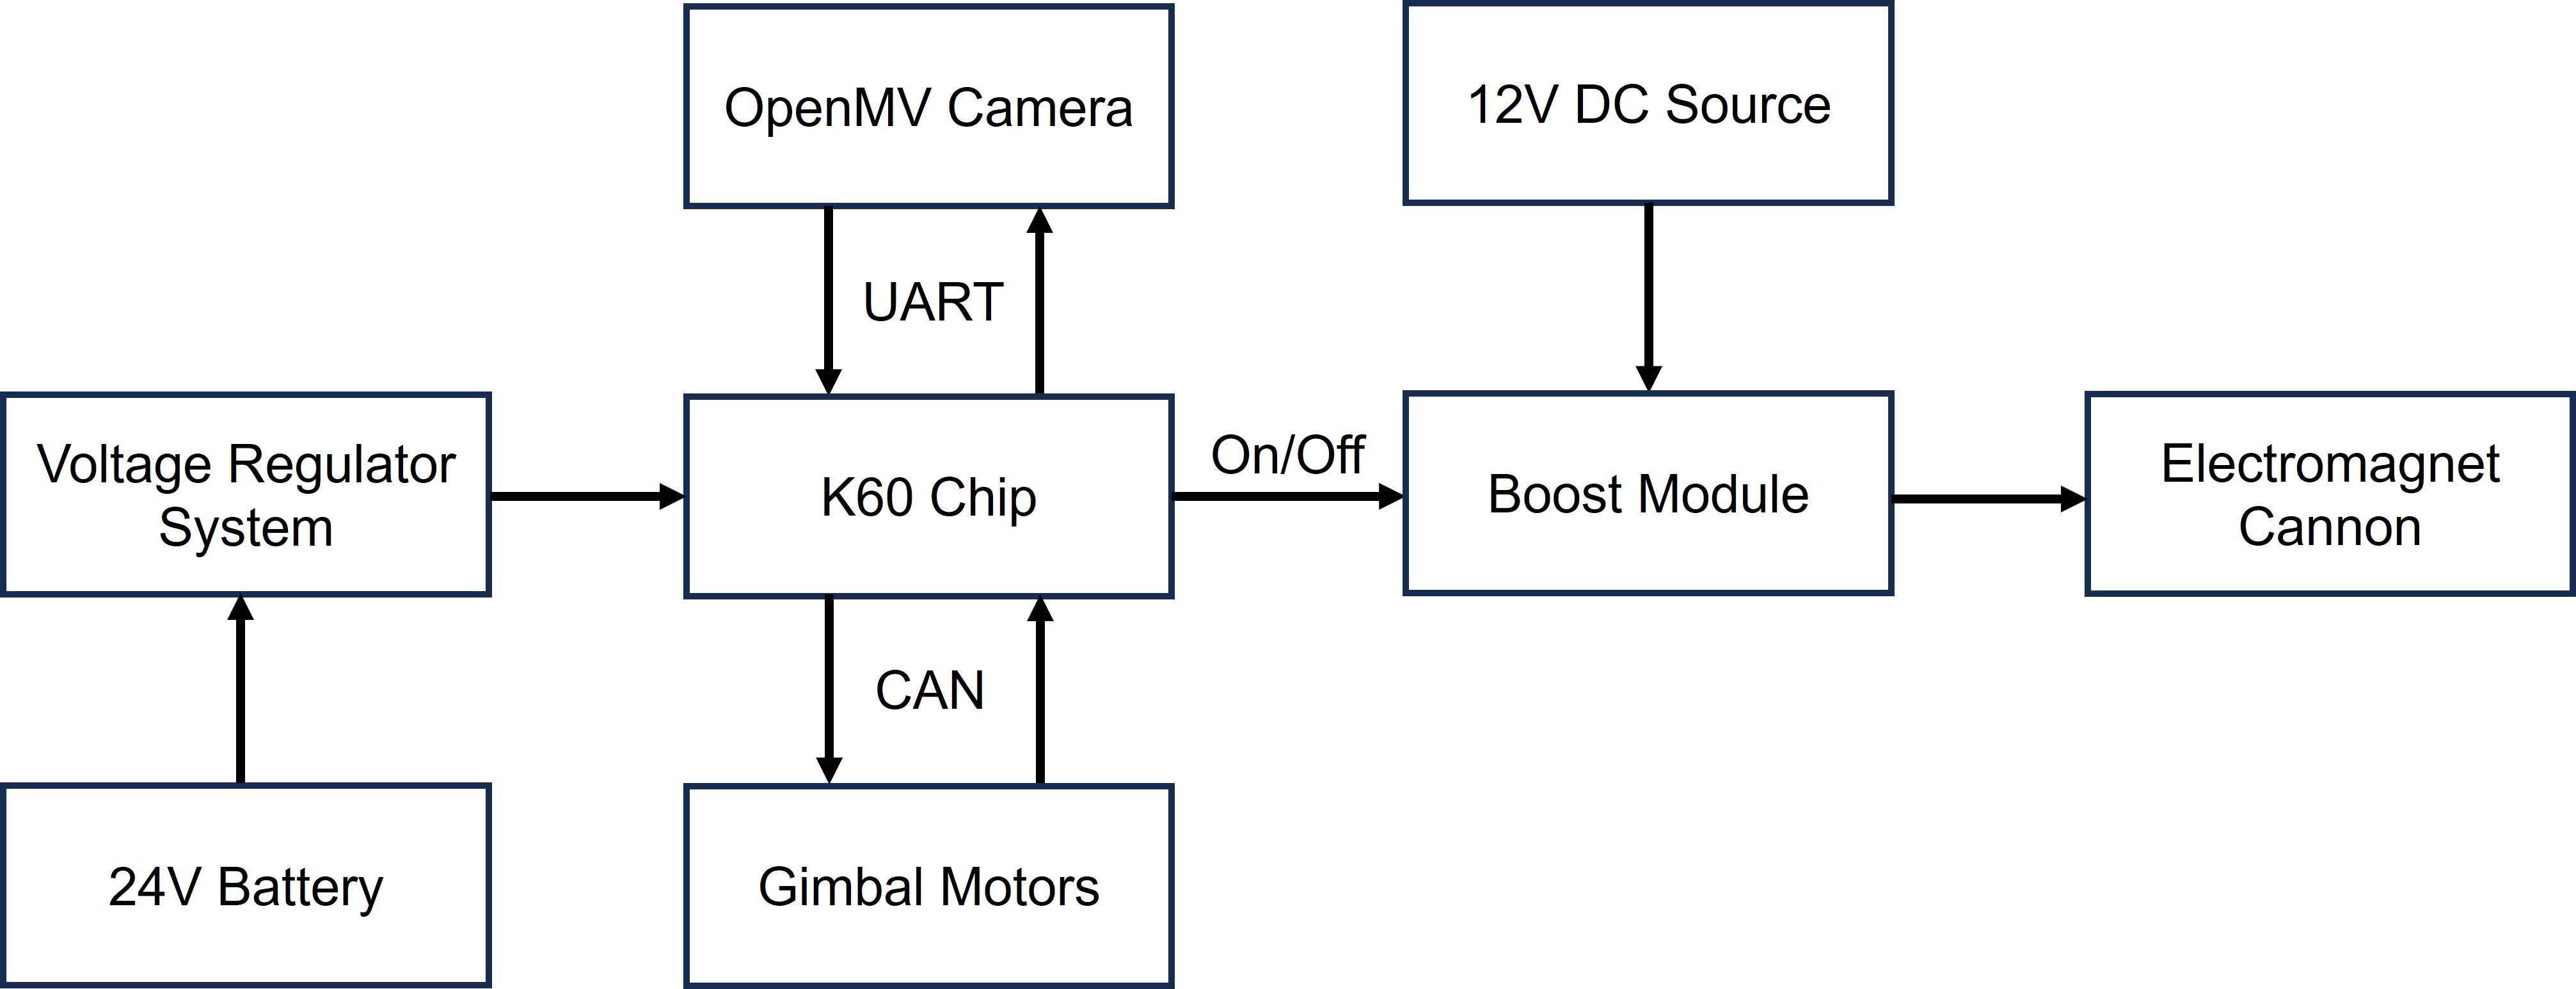 OpenMV Camera
12V DC Source
UART
Voltage Regulator
System
K60 Chip
On/Off
Boost Module
Electromagnet
Cannon
CAN
24V Battery
Gimbal Motors